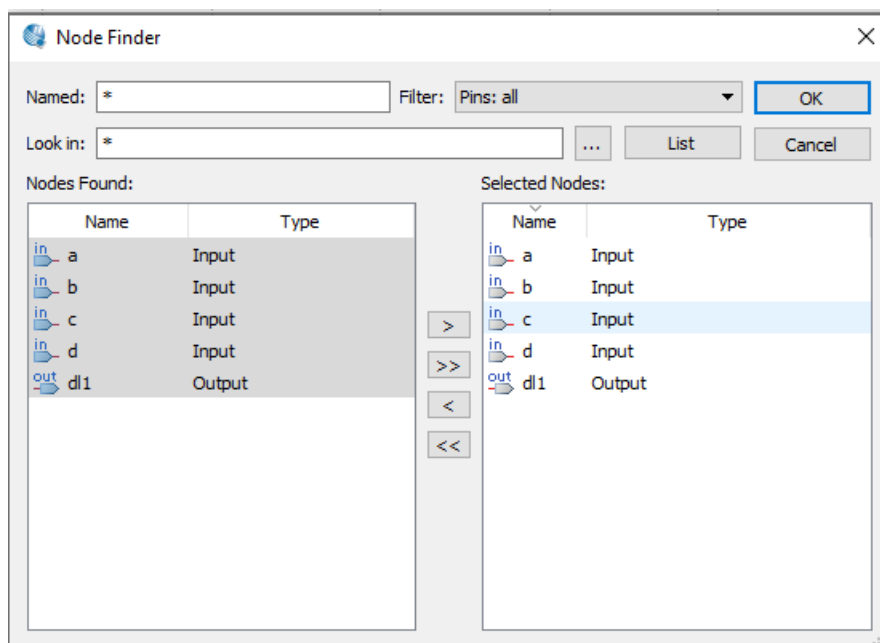 Node Finder
Named: * Filter: Pins: all OK
Look in: * ... List Cancel
Nodes Found: Selected Nodes:
Name Type Name Type
in a Input in a Input
in b Input in b Input
in c Input in c Input
in d Input in d Input
out dl1 Output out dl1 Output
>
>>
<
<<